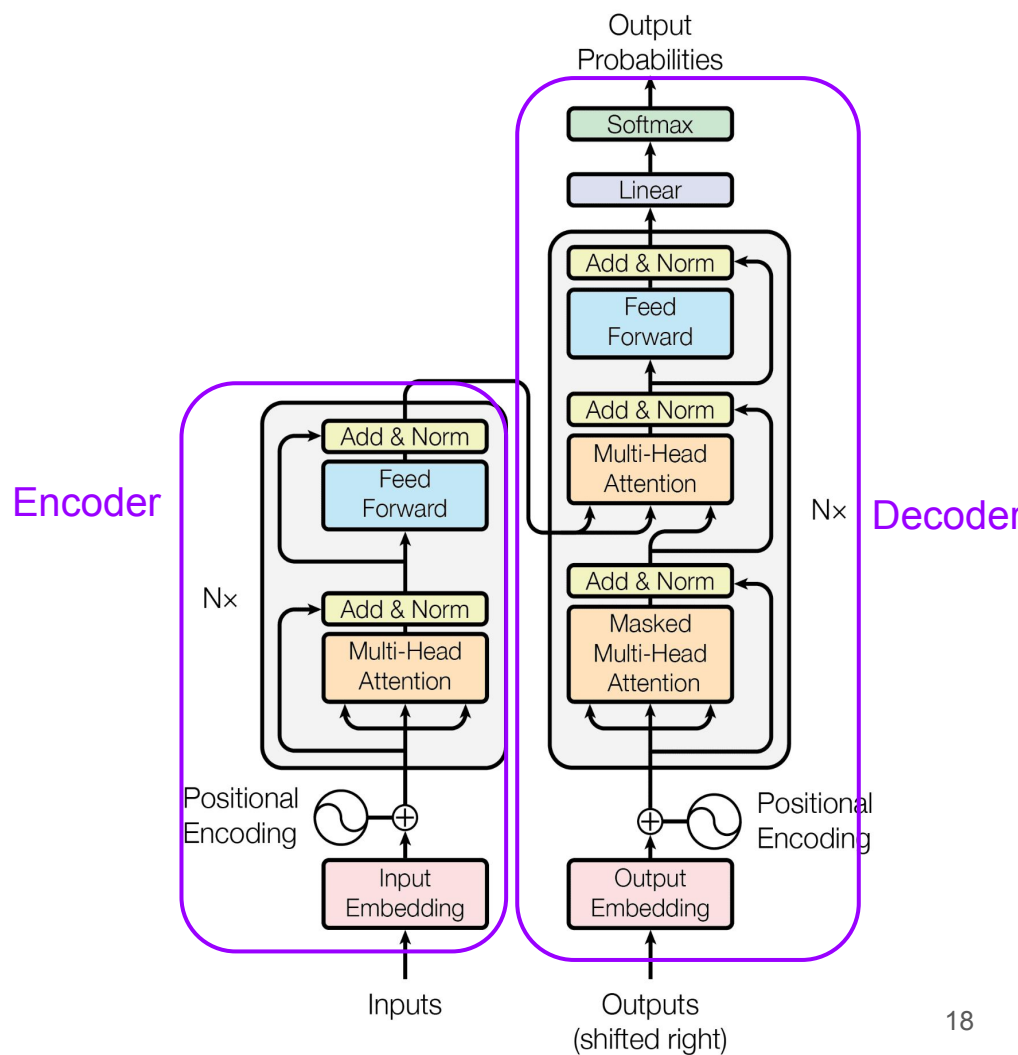 Output
Probabilities
Softmax
Linear
Add & Norm
Feed
Forward
Add & Norm
Multi-Head
Attention
Add & Norm
Masked
Multi-Head
Attention
N×
Decoder
Positional
Encoding
Output
Embedding
Outputs
(shifted right)
Encoder
Add & Norm
Feed
Forward
N×
Add & Norm
Multi-Head
Attention
Positional
Encoding
Input
Embedding
Inputs
18